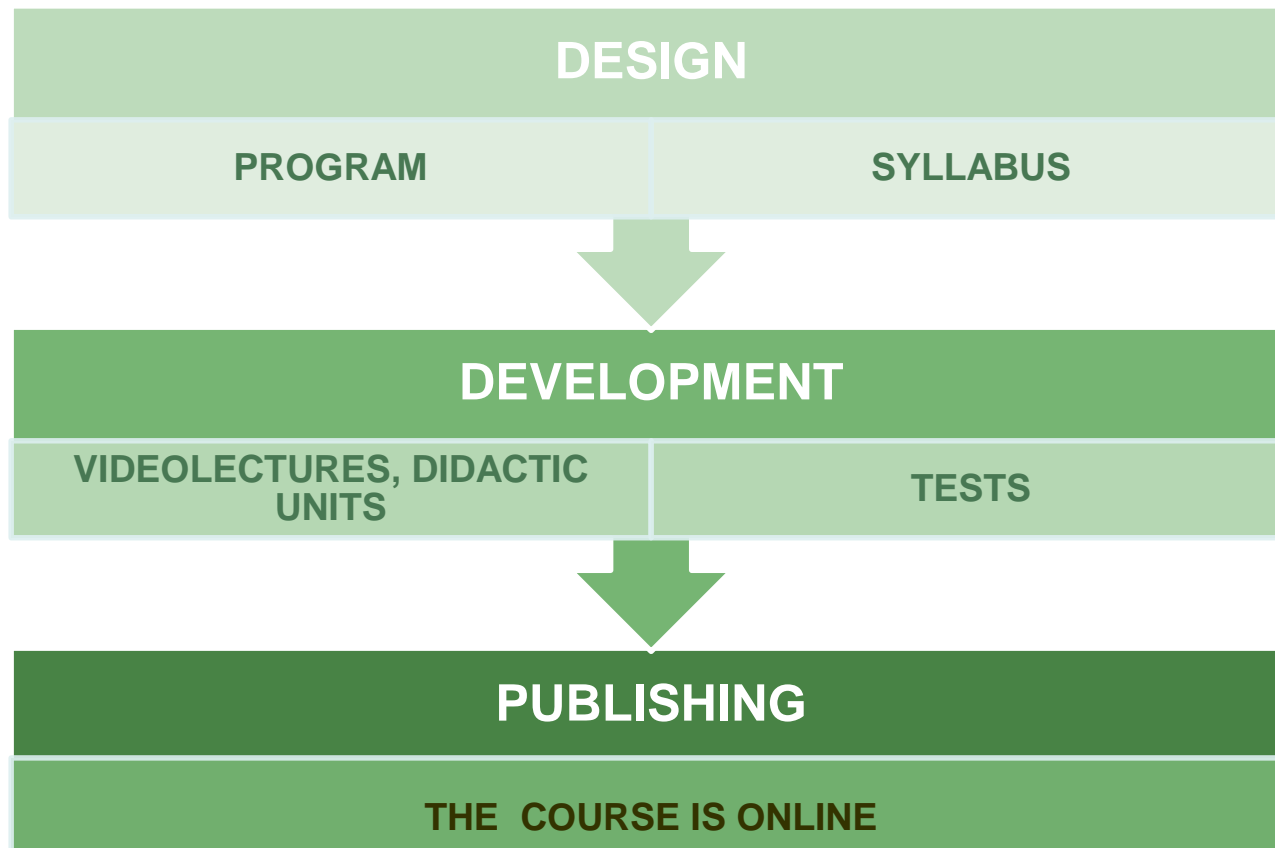 DESIGN
PROGRAM SYLLABUS
DEVELOPMENT
VIDEOLECTURES, DIDACTIC
UNITS
TESTS
PUBLISHING
THE COURSE IS ONLINE